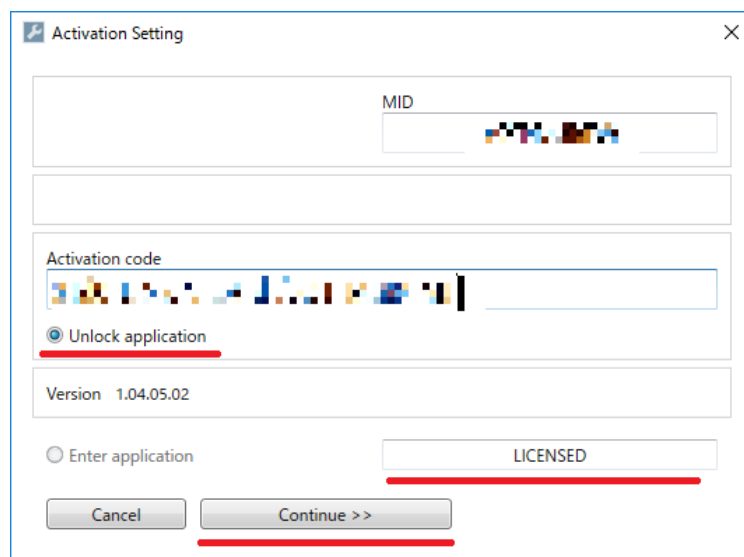 Activation Setting
MID
Activation code
Unlock application
Version 1.04.05.02
Enter application
LICENSED
Cancel
Continue >>